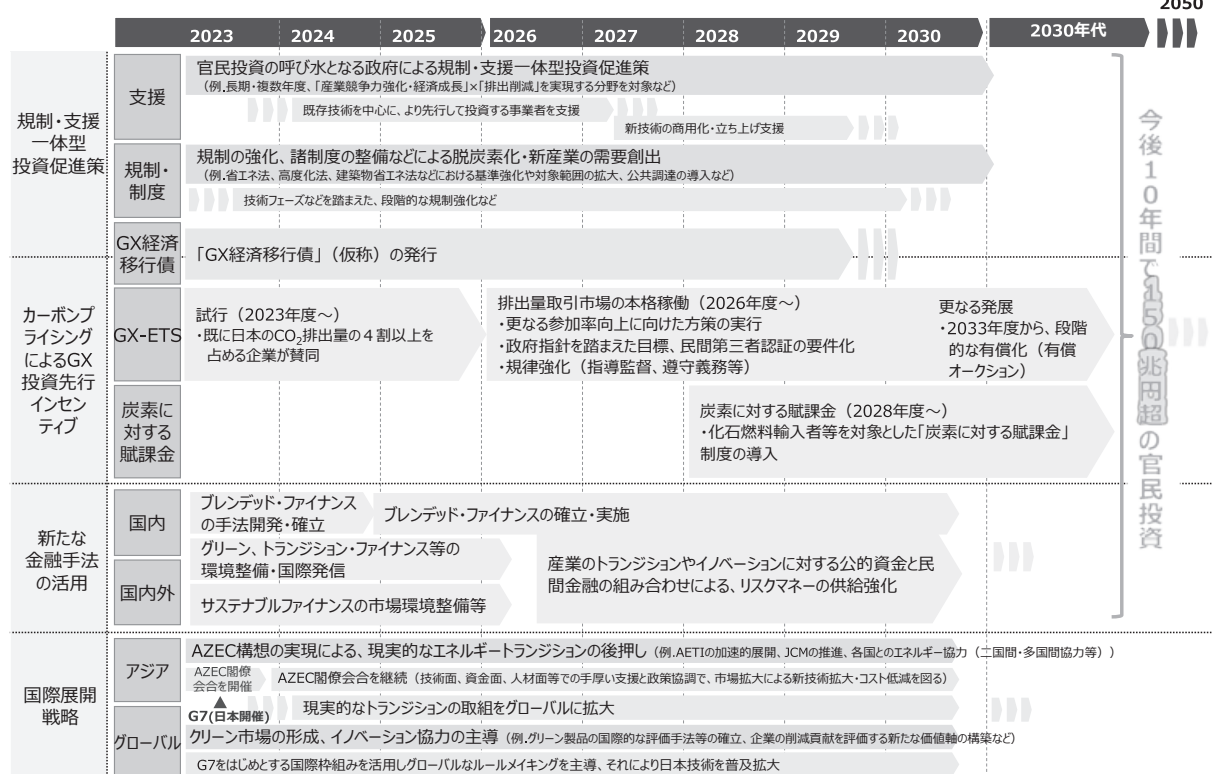 2050
2023 2024 2025 2026 2027 2028 2029 2030 2030年代
規制・支援
一体型
投資促進策
支援
官民投資の呼び水となる政府による規制・支援一体型投資促進策
（例.長期・複数年度、「産業競争力強化・経済成長」×「排出削減」を実現する分野を対象など）
既存技術を中心に、より先行して投資する事業者を支援
新技術の商用化・立ち上げ支援
規制・
制度
規制の強化、諸制度の整備などによる脱炭素化・新産業の需要創出
（例.省エネ法、高度化法、建築物省エネ法などにおける基準強化や対象範囲の拡大、公共調達の導入など）
技術フェーズなどを踏まえた、段階的な規制強化など
GX経済
移行債
「GX経済移行債」（仮称）の発行
カーボンプ
ライシング
によるGX
投資先行
インセン
ティブ
GX-ETS
試行（2023年度～）
・既に日本のCO2排出量の４割以上を
占める企業が賛同
排出量取引市場の本格稼働（2026年度～）
・更なる参加率向上に向けた方策の実行
・政府指針を踏まえた目標、民間第三者認証の要件化
・規律強化（指導監督、遵守義務等）
更なる発展
・2033年度から、段階
的な有償化（有償
オークション）
炭素に
対する
賦課金
炭素に対する賦課金（2028年度～）
・化石燃料輸入者等を対象とした「炭素に対する賦課金」
制度の導入
今後１０年間で１５０兆円超の官民投資
新たな
金融手法
の活用
国内
ブレンデッド・ファイナンス
の手法開発・確立
ブレンデッド・ファイナンスの確立・実施
国内外
グリーン、トランジション・ファイナンス等の
環境整備・国際発信
サステナブルファイナンスの市場環境整備等
産業のトランジションやイノベーションに対する公的資金と民
間金融の組み合わせによる、リスクマネーの供給強化
国際展開
戦略
アジア
AZEC構想の実現による、現実的なエネルギートランジションの後押し（例.AETIの加速的展開、JCMの推進、各国とのエネルギー協力（二国間・多国間協力等））
AZEC閣僚
会合を開催
AZEC閣僚会合を継続（技術面、資金面、人材面等での手厚い支援と政策協調で、市場拡大による新技術拡大・コスト低減を図る）
▲
G7(日本開催)
現実的なトランジションの取組をグローバルに拡大
グローバル
クリーン市場の形成、イノベーション協力の主導（例.グリーン製品の国際的な評価手法等の確立、企業の削減貢献を評価する新たな価値軸の構築など）
G7をはじめとする国際枠組みを活用しグローバルなルールメイキングを主導、それにより日本技術を普及拡大